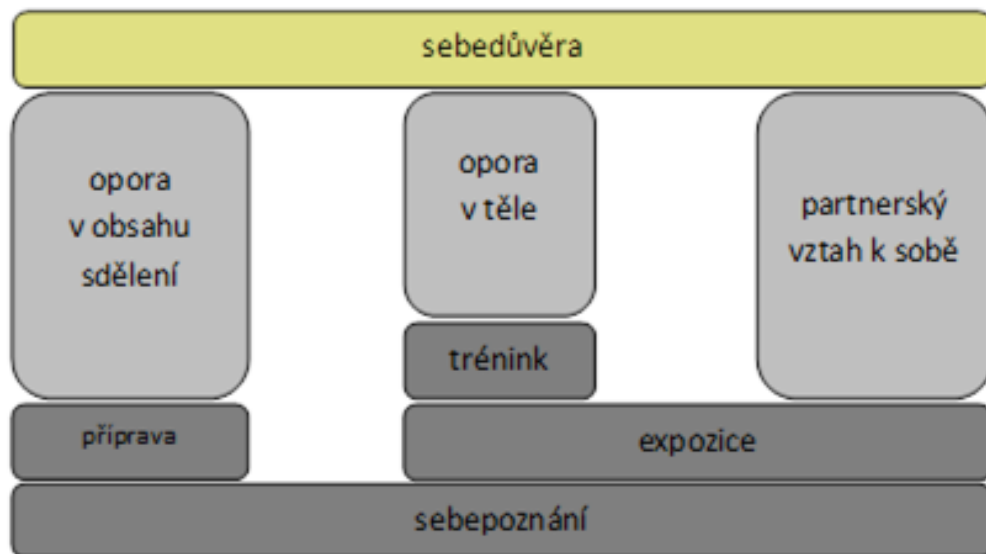 sebedůvěra
opora
v obsahu
sdělení
opora
v těle
partnerský
vztah k sobě
trénink
příprava
expozice
sebepoznání